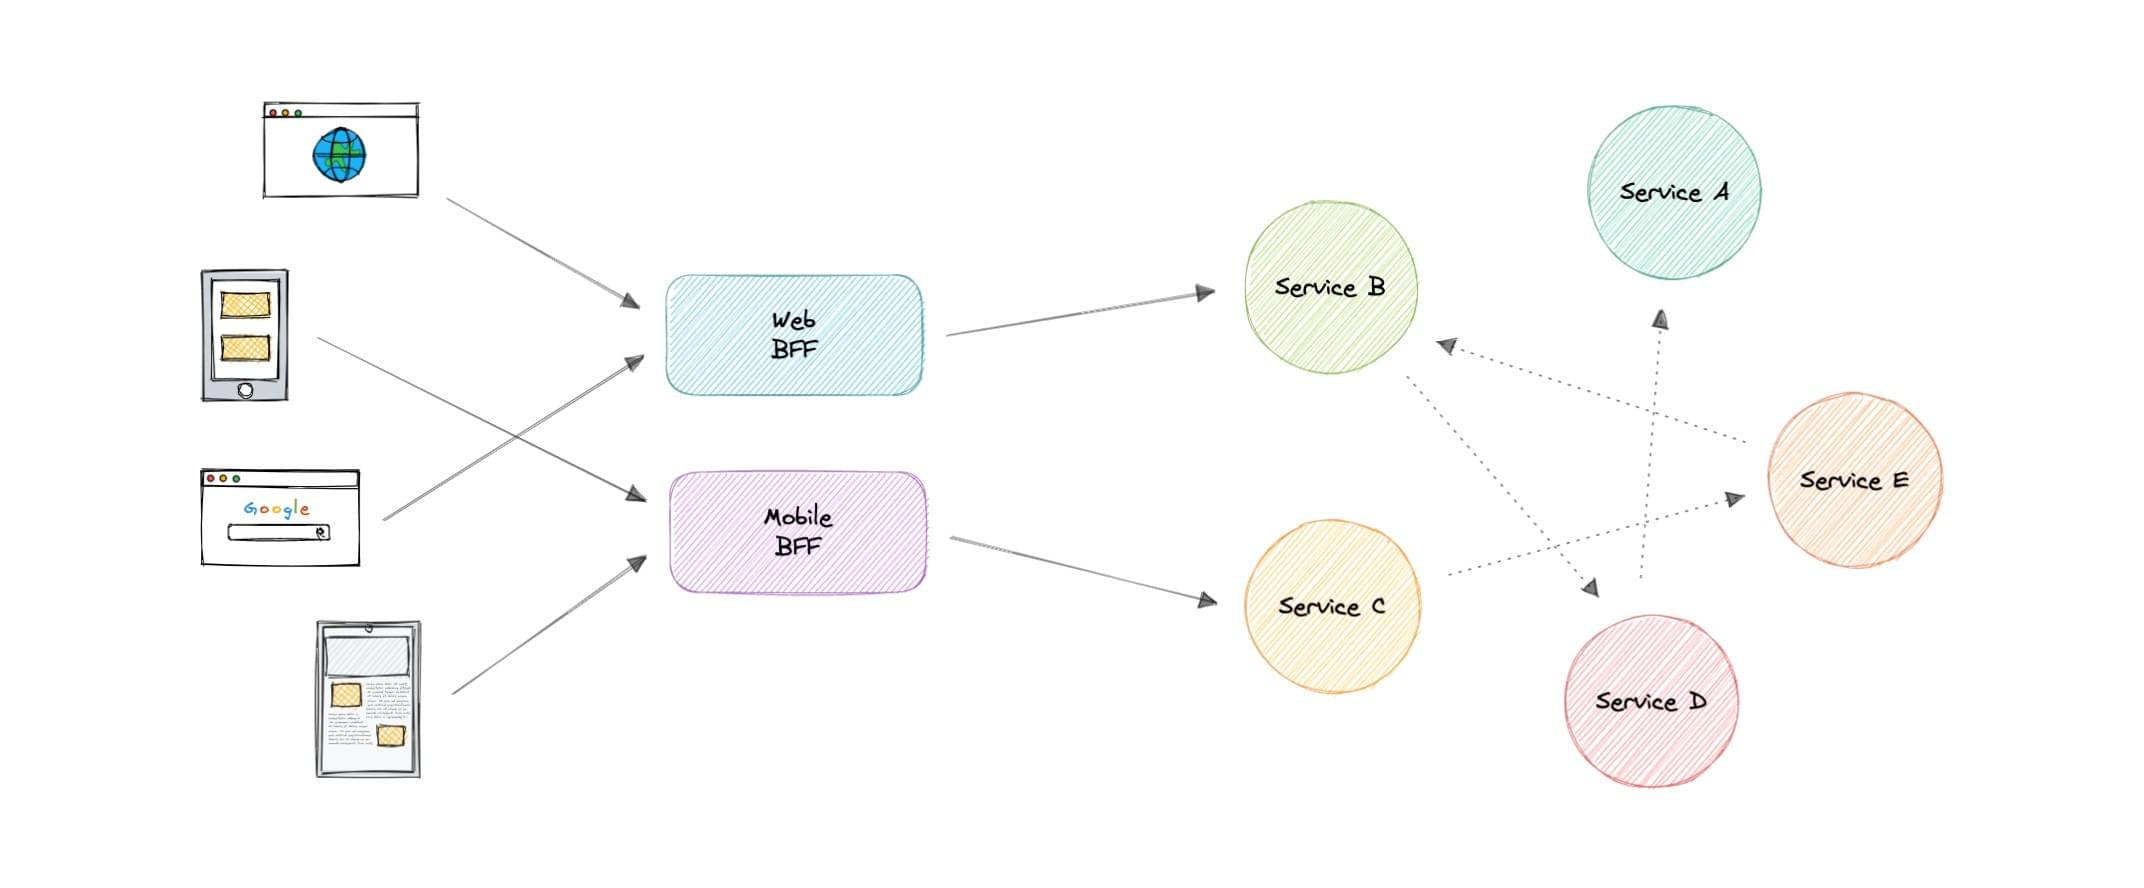 Google
Web
BFF
Mobile
BFF
Service B
Service A
Service E
Service C
Service D